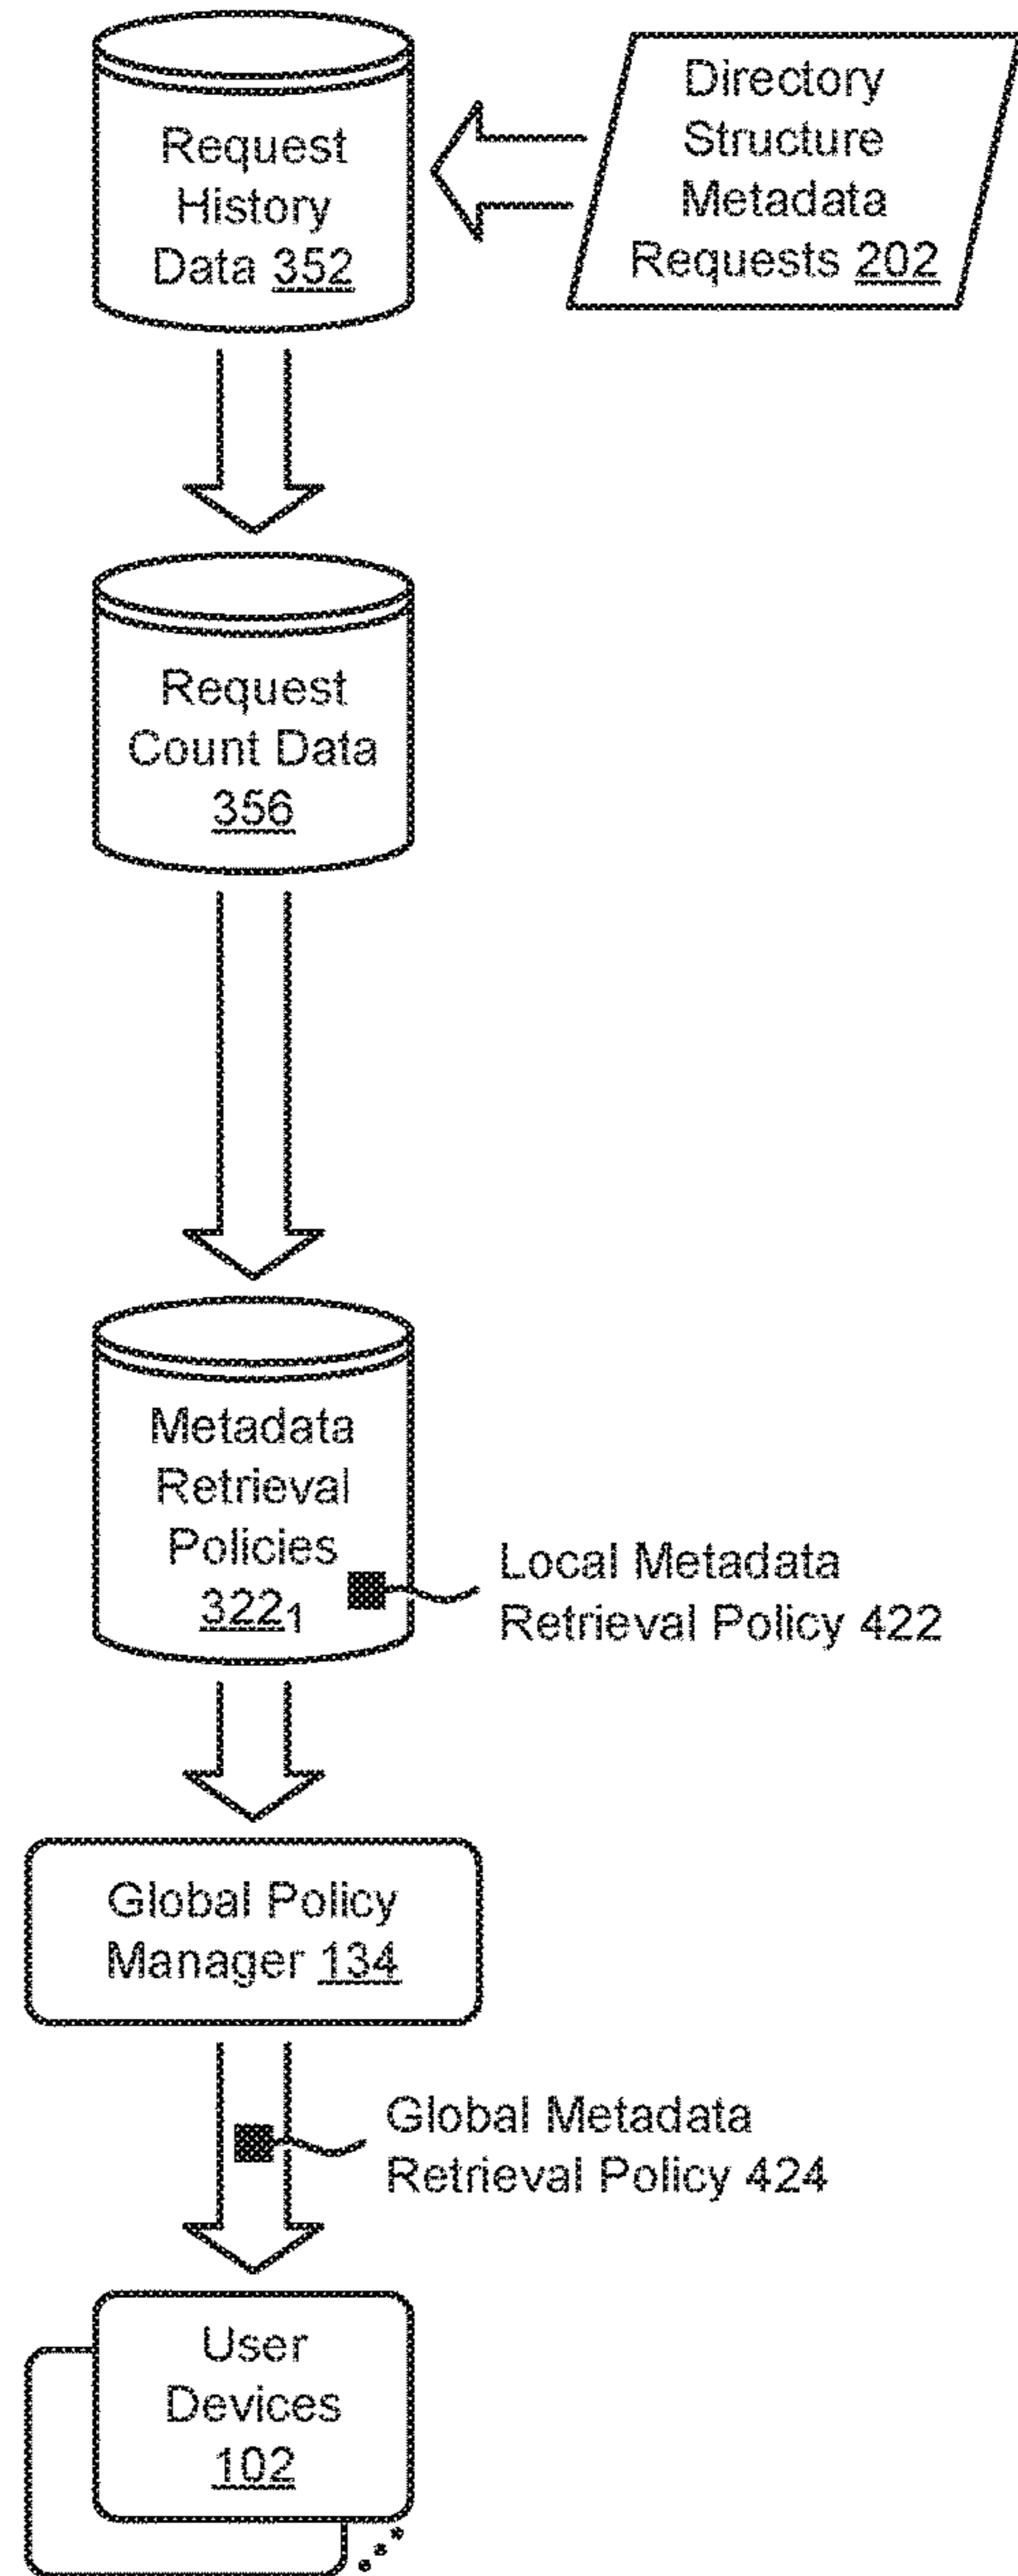 Request
History
Data 352
Directory
Structure
Metadata
Requests 202
Request
Count Data
356
Metadata
Retrieval
Policies
322₁
Local Metadata
Retrieval Policy 422
Global Policy
Manager 134
Global Metadata
Retrieval Policy 424
User
Devices
102